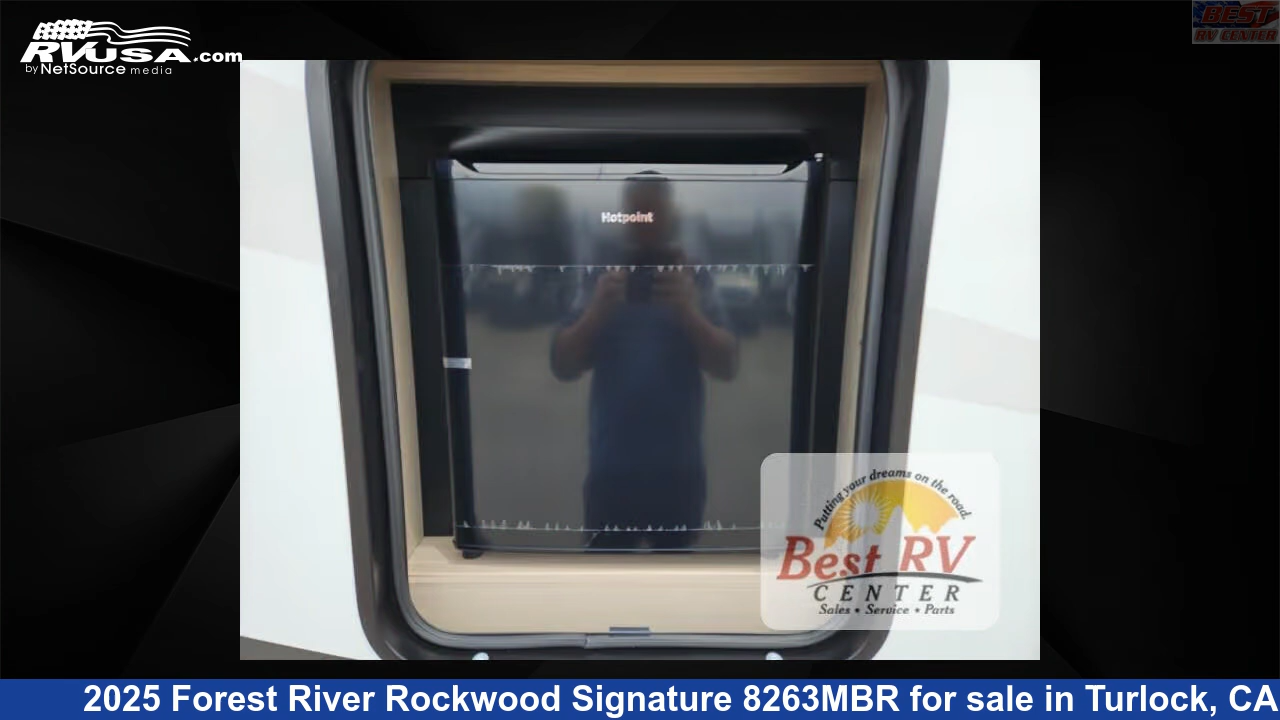 RVUSA.com
by NetSource media
BEST
RV CENTER
Hotpoint
Putting your dreams on the road.
Best RV
CENTER
Sales • Service • Parts
2025 Forest River Rockwood Signature 8263MBR for sale in Turlock, CA